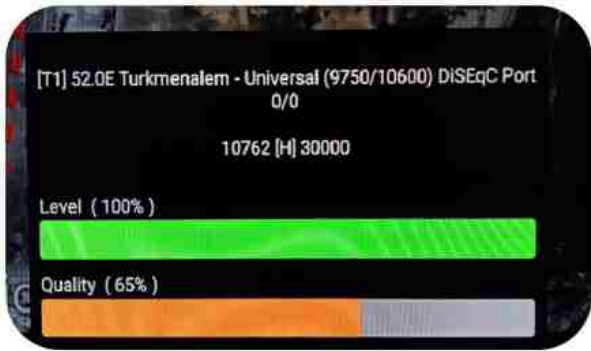 [T1] 52.0E Turkmenalem - Universal (9750/10600) DiSEqC Port
0/0
10762 [H] 30000
Level ( 100% )
Quality ( 65% )